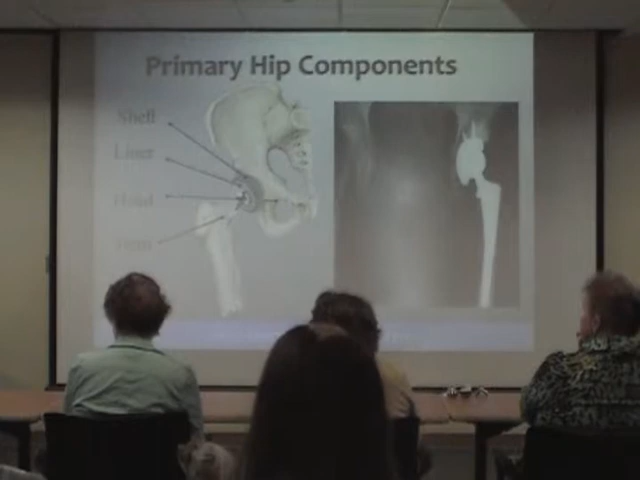 Primary Hip Components
Shell
Liner
Head
Stem